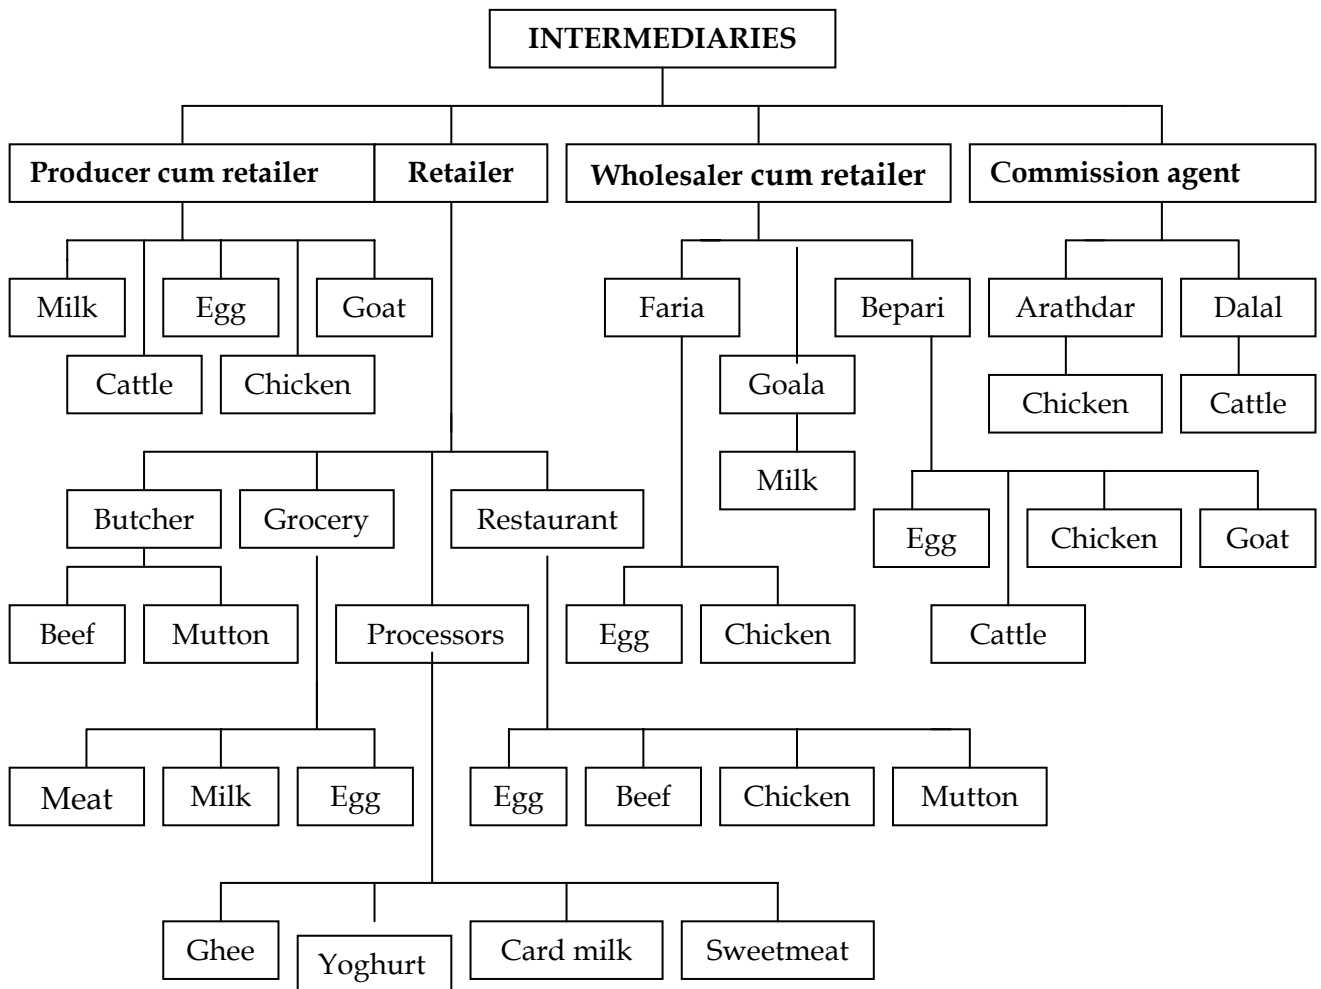 INTERMEDIARIES
Producer cum retailer
Retailer
Wholesaler cum retailer
Commission agent
Milk
Egg
Goat
Faria
Bepari
Arathdar
Dalal
Cattle
Chicken
Goala
Chicken
Cattle
Milk
Butcher
Grocery
Restaurant
Egg
Chicken
Goat
Beef
Mutton
Processors
Egg
Chicken
Cattle
Meat
Milk
Egg
Egg
Beef
Chicken
Mutton
Ghee
Yoghurt
Card milk
Sweetmeat